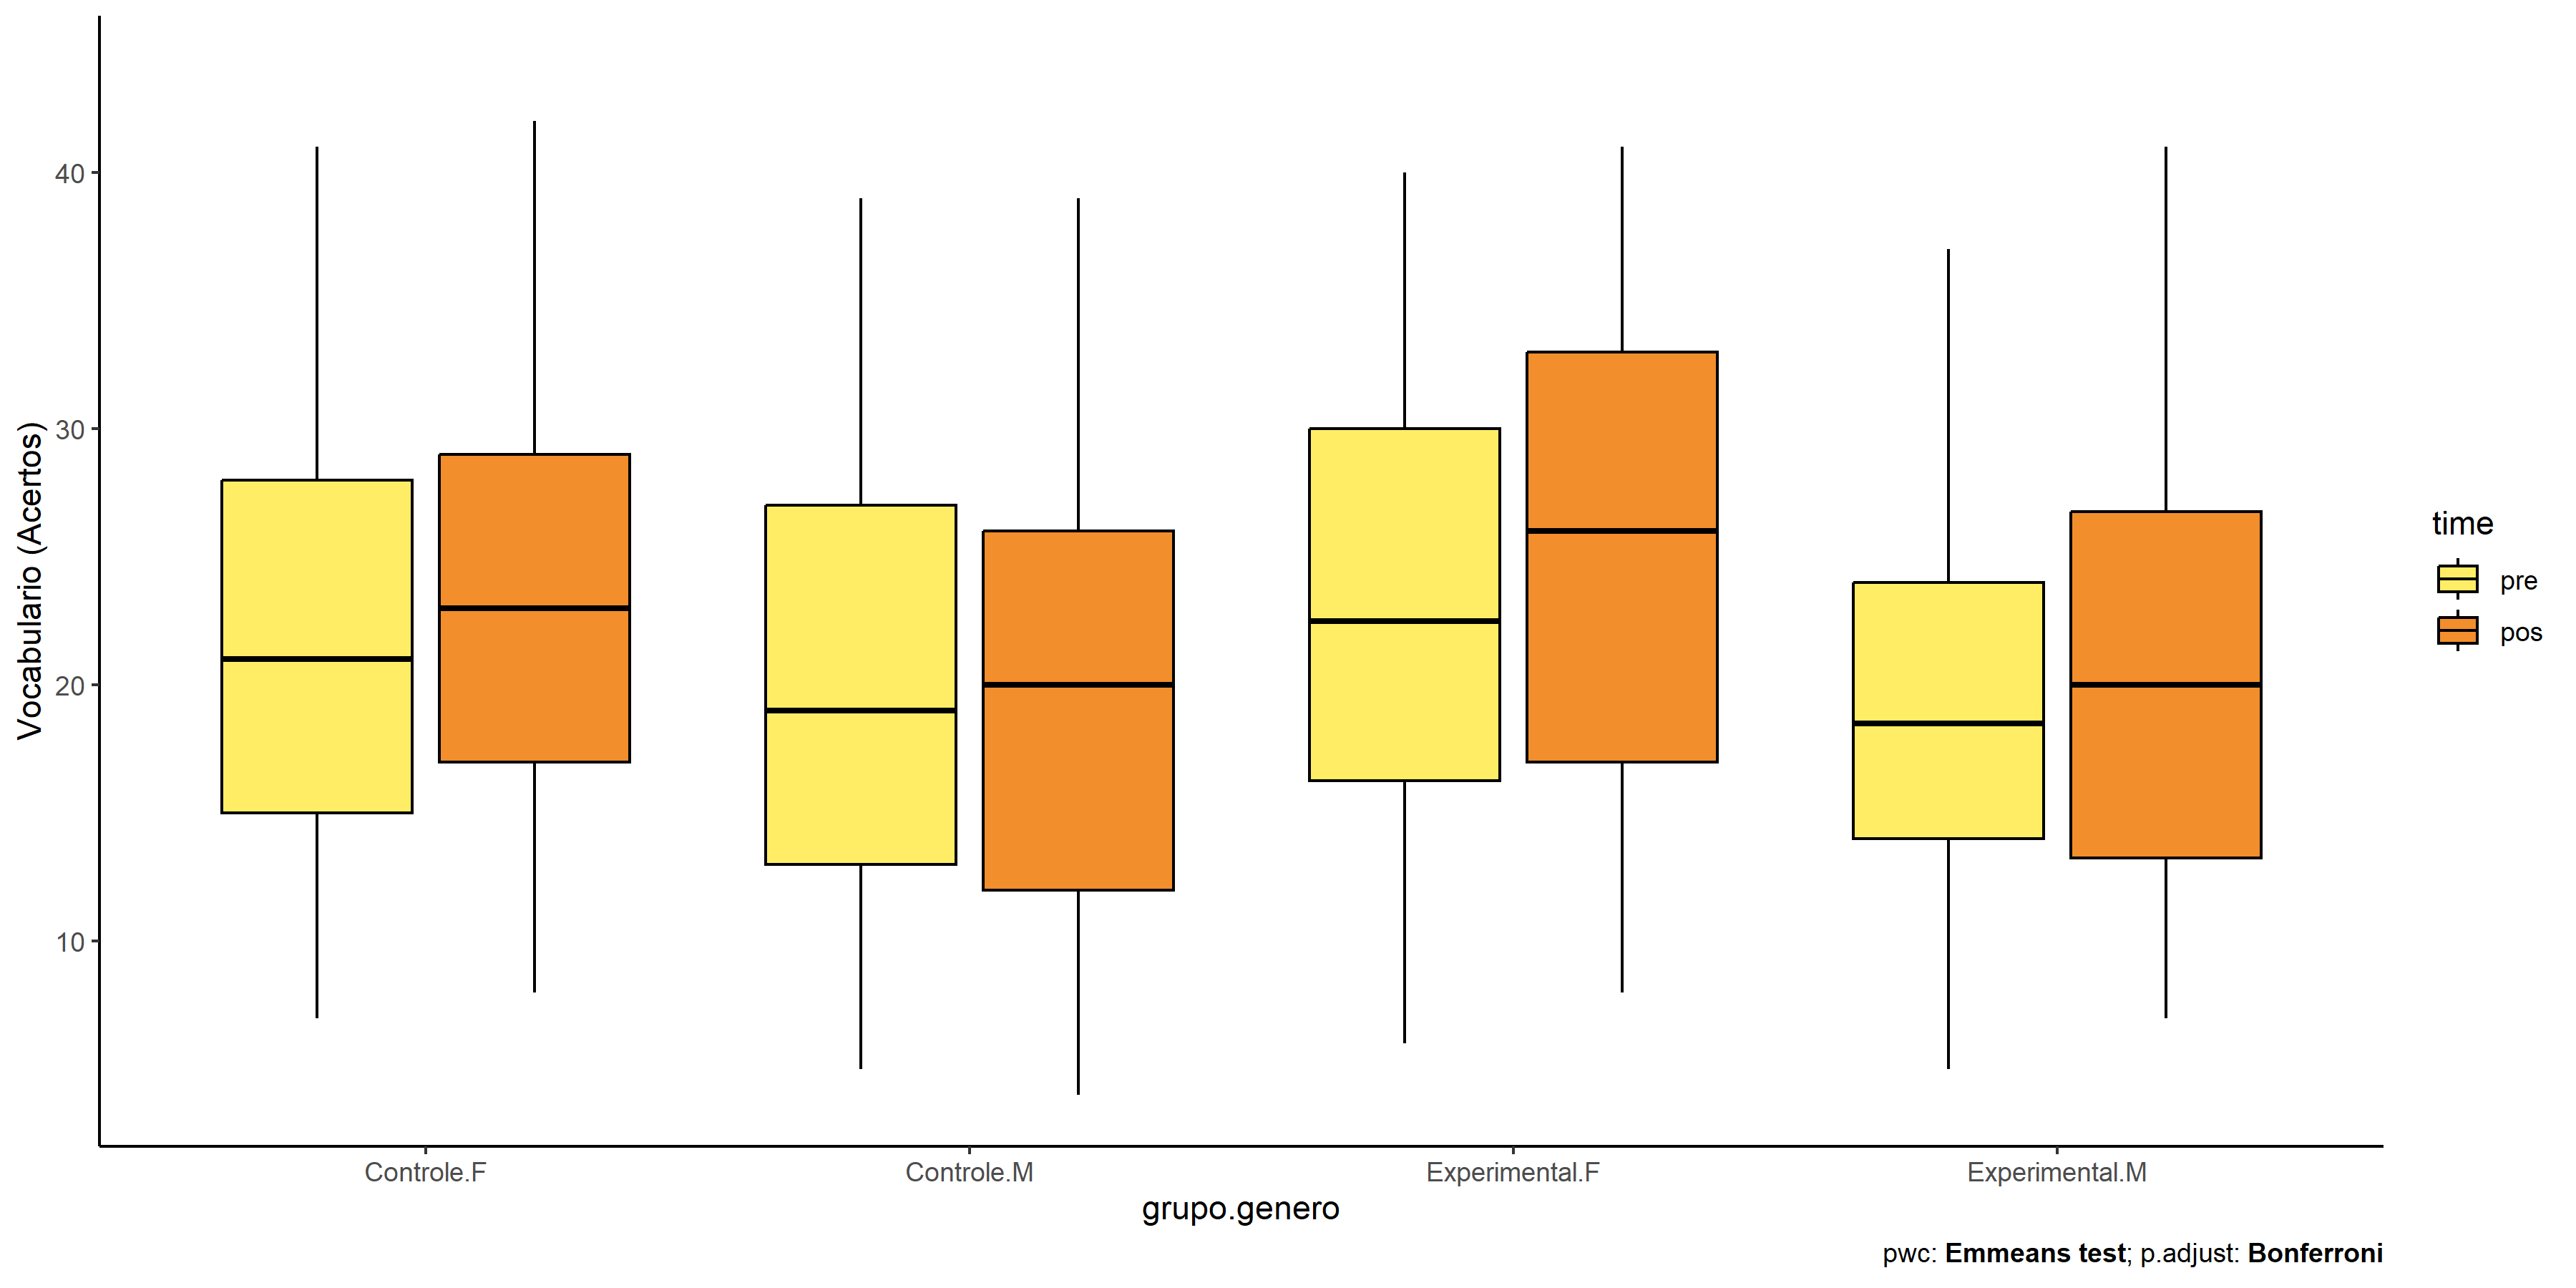 Vocabulario (Acertos)
40
30
20
10
Controle.F
Controle.M
Experimental.F
Experimental.M
grupo.genero
time
pre
pos
pwc: Emmeans test; p.adjust: Bonferroni